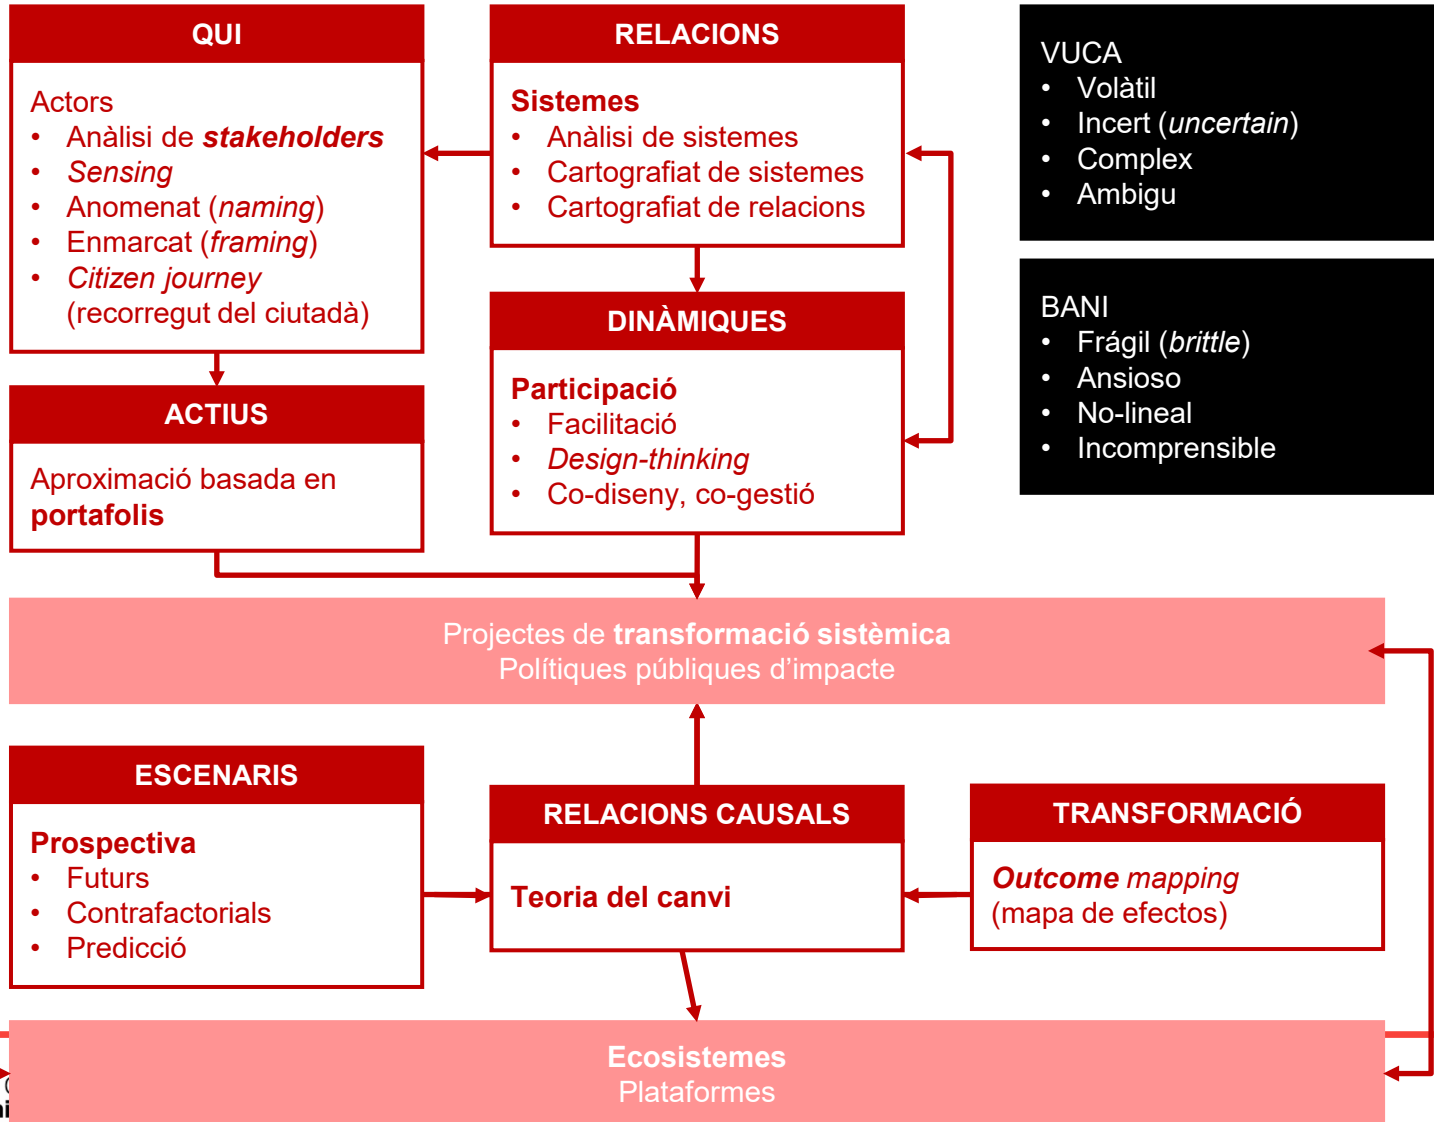 QUI
Actors
• Anàlisi de stakeholders
• Sensing
• Anomenat (naming)
• Enmarcat (framing)
• Citizen journey
(recorregut del ciutadà)
RELACIONS
Sistemes
• Anàlisi de sistemes
• Cartografiat de sistemes
• Cartografiat de relacions
VUCA
• Volàtil
• Incert (uncertain)
• Complex
• Ambigu
BANI
• Frágil (brittle)
• Ansioso
• No-lineal
• Incomprensible
DINÀMIQUES
Participació
• Facilitació
• Design-thinking
• Co-diseny, co-gestió
ACTIUS
Aproximació basada en
portafolis
Projectes de transformació sistèmica
Polítiques públiques d’impacte
ESCENARIS
Prospectiva
• Futurs
• Contrafactorials
• Predicció
RELACIONS CAUSALS
Teoria del canvi
TRANSFORMACIÓ
Outcome mapping
(mapa de efectos)
Ecosistemes
Plataformes